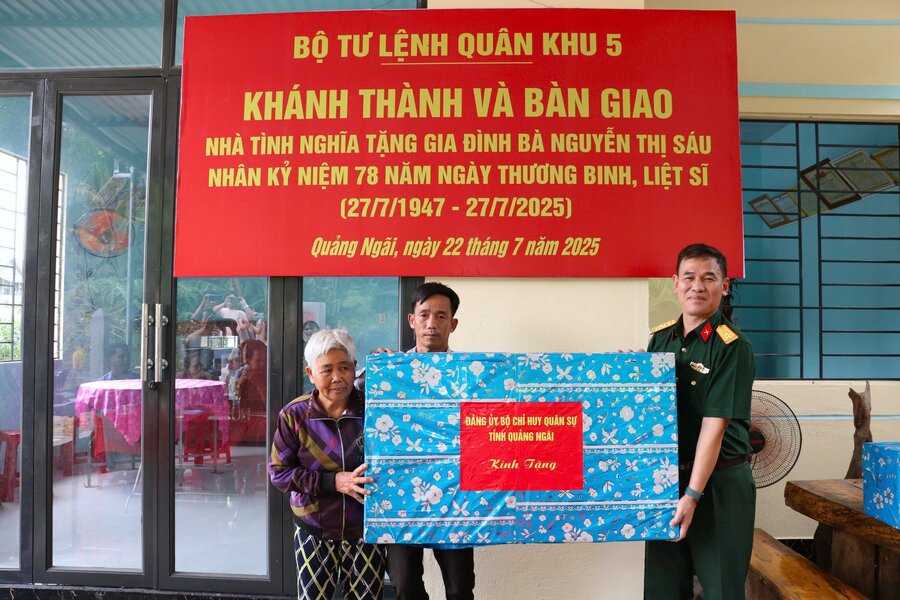 BỘ TƯ LỆNH QUÂN KHU 5
KHÁNH THÀNH VÀ BÀN GIAO
NHÀ TÌNH NGHĨA TẶNG GIA ĐÌNH BÀ NGUYỄN THỊ SÁU
NHÂN KỶ NIỆM 78 NĂM NGÀY THƯƠNG BINH, LIỆT SĨ
(27/7/1947 - 27/7/2025)
Quảng Ngãi, ngày 22 tháng 7 năm 2025
ĐẢNG ỦY BỘ CHỈ HUY QUÂN SỰ
TỈNH QUẢNG NGÃI
Kính Tặng